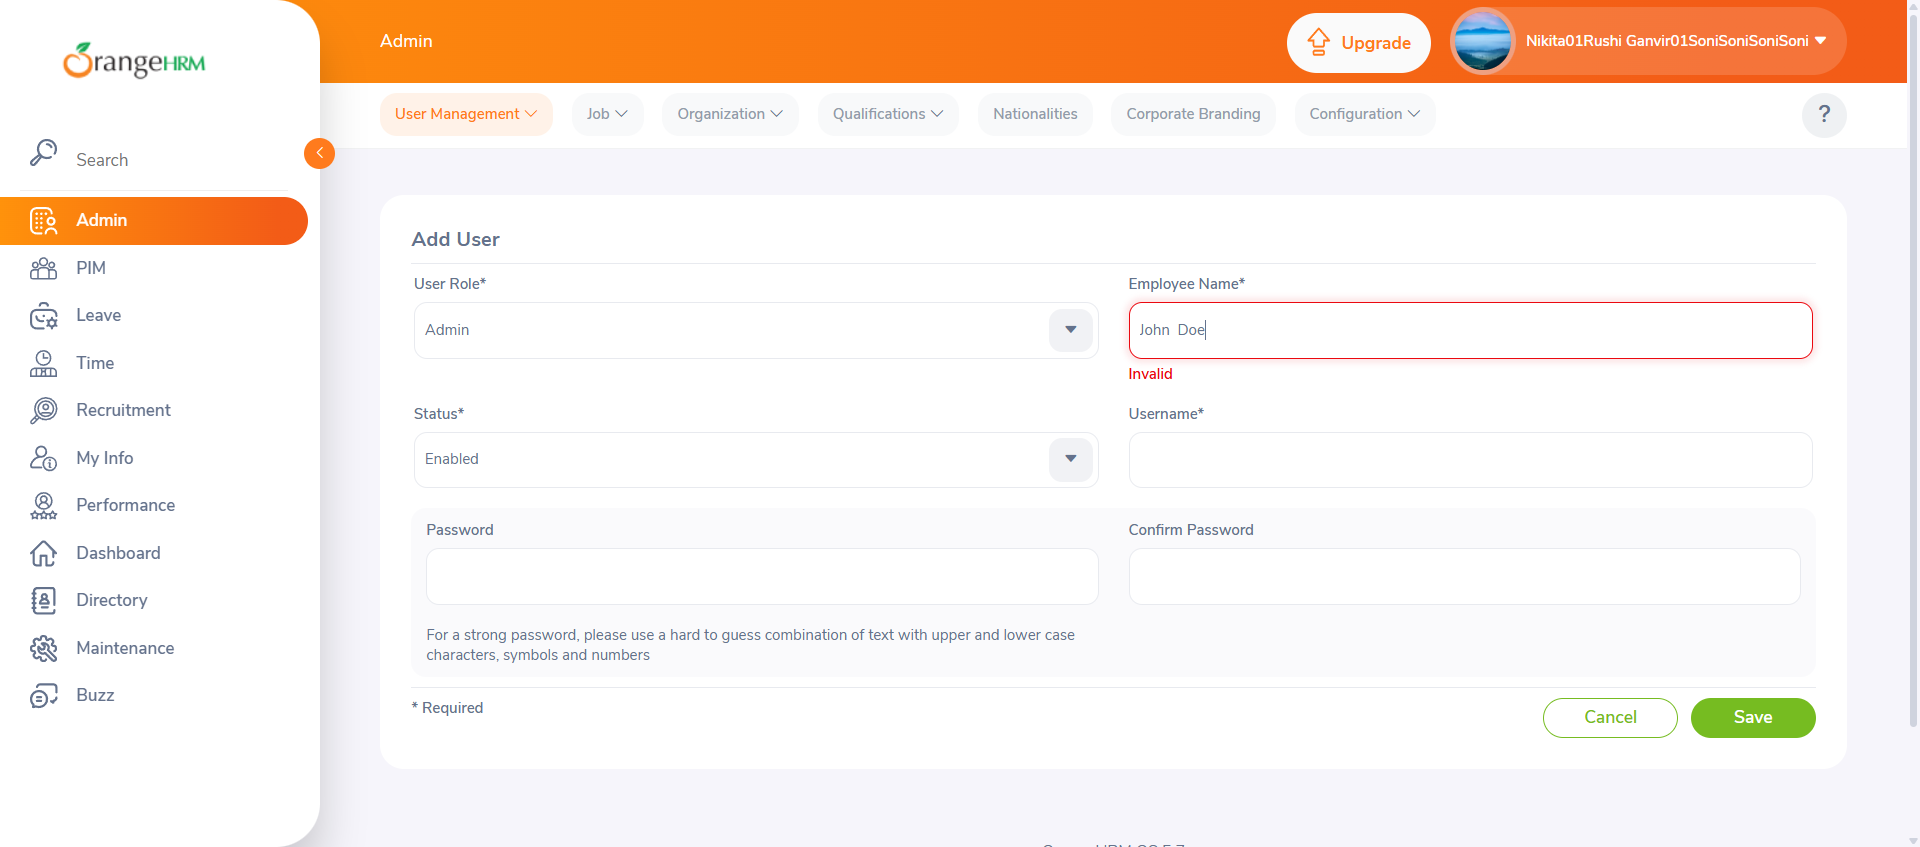 OrangeHRM
Admin
Upgrade
Nikita01Rushi Ganvir01SoniSoniSoniSoni
User Management
Job
Organization
Qualifications
Nationalities
Corporate Branding
Configuration
?
Search
Admin
PIM
Leave
Time
Recruitment
My Info
Performance
Dashboard
Directory
Maintenance
Buzz
Add User
User Role*
Employee Name*
Admin
John  Doe
Invalid
Status*
Username*
Enabled
Password
Confirm Password
For a strong password, please use a hard to guess combination of text with upper and lower case
characters, symbols and numbers
* Required
Cancel
Save